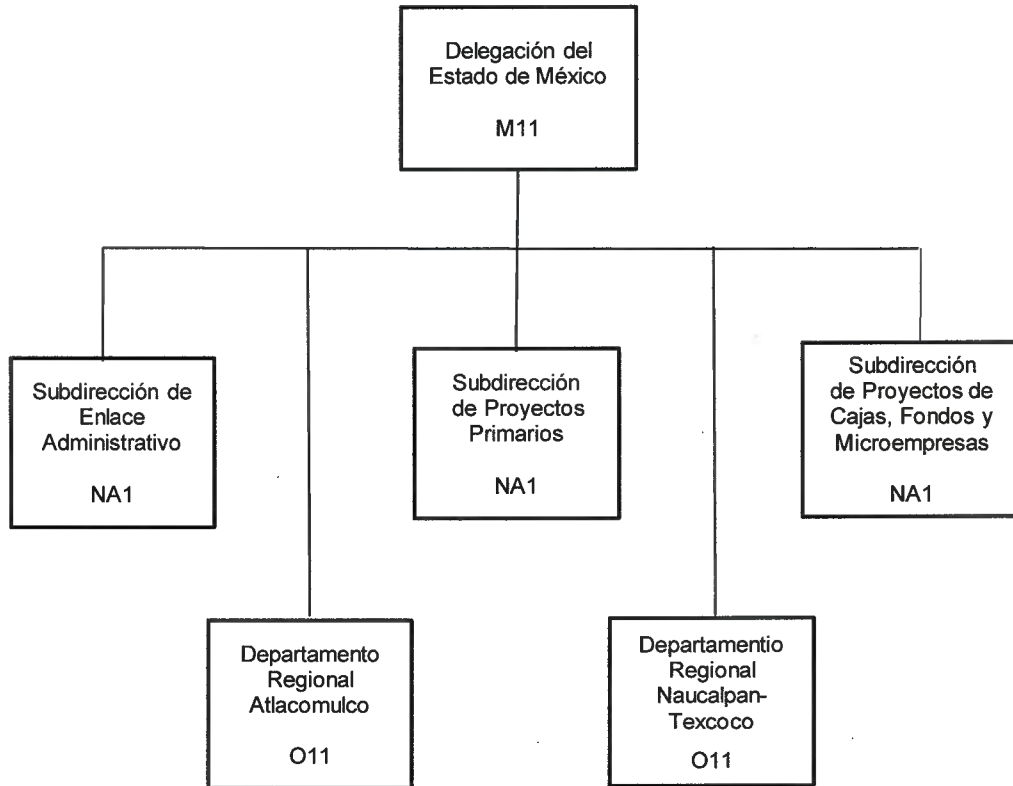 Delegación del
Estado de México
M11
Subdirección de
Enlace
Administrativo
NA1
Subdirección
de Proyectos
Primarios
NA1
Subdirección
de Proyectos de
Cajas, Fondos y
Microempresas
NA1
Departamento
Regional
Atlacomulco
O11
Departamentio
Regional
Naucalpan-
Texcoco
O11